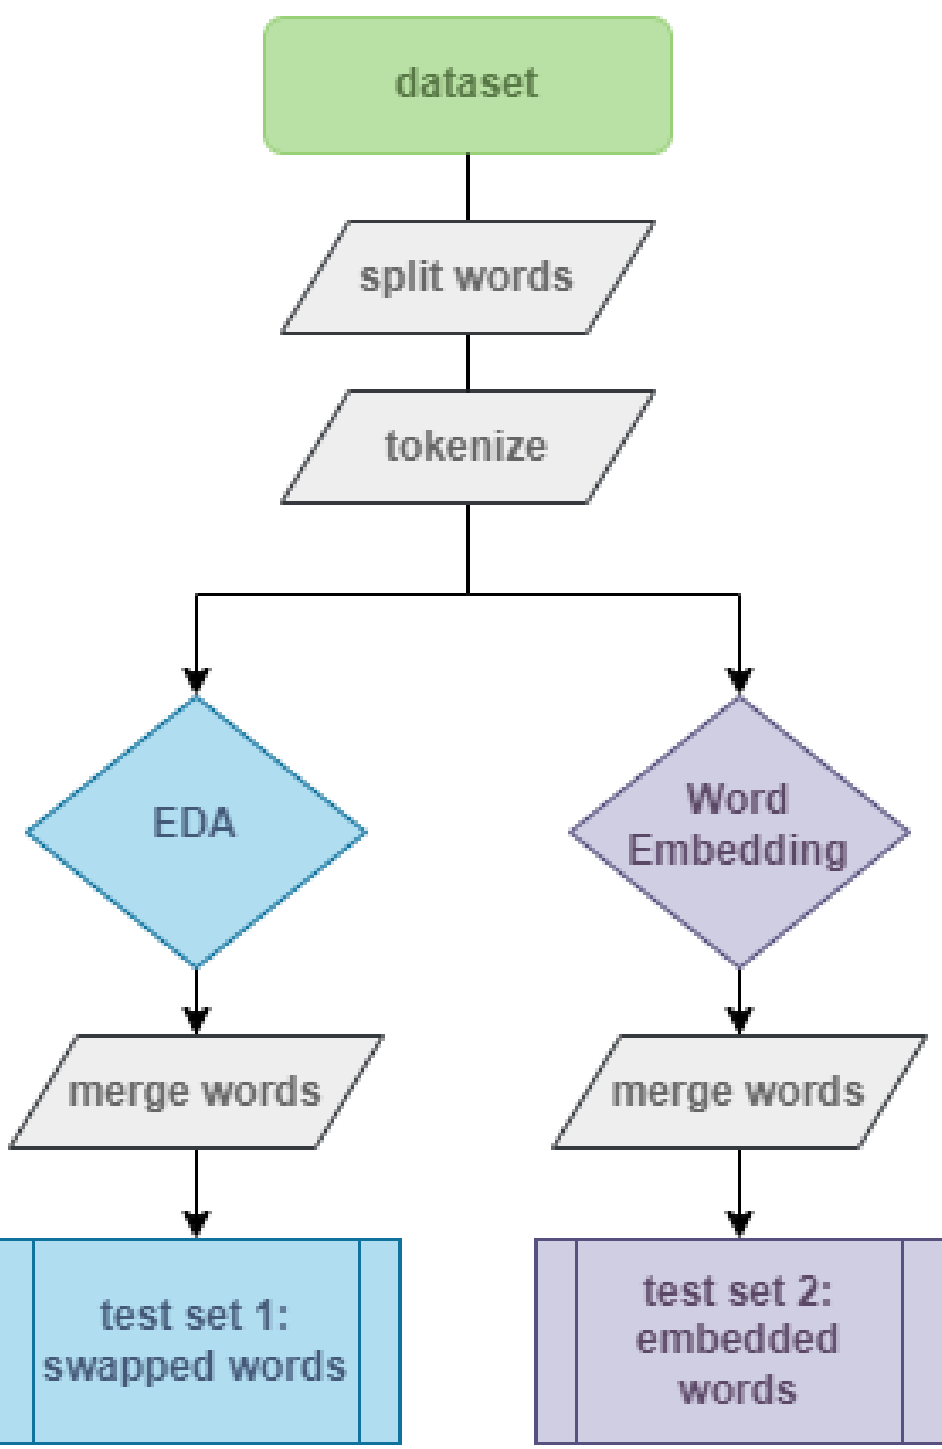 dataset
split words
tokenize
EDA
Word
Embedding
merge words
merge words
test set 1:
swapped words
test set 2:
embedded
words